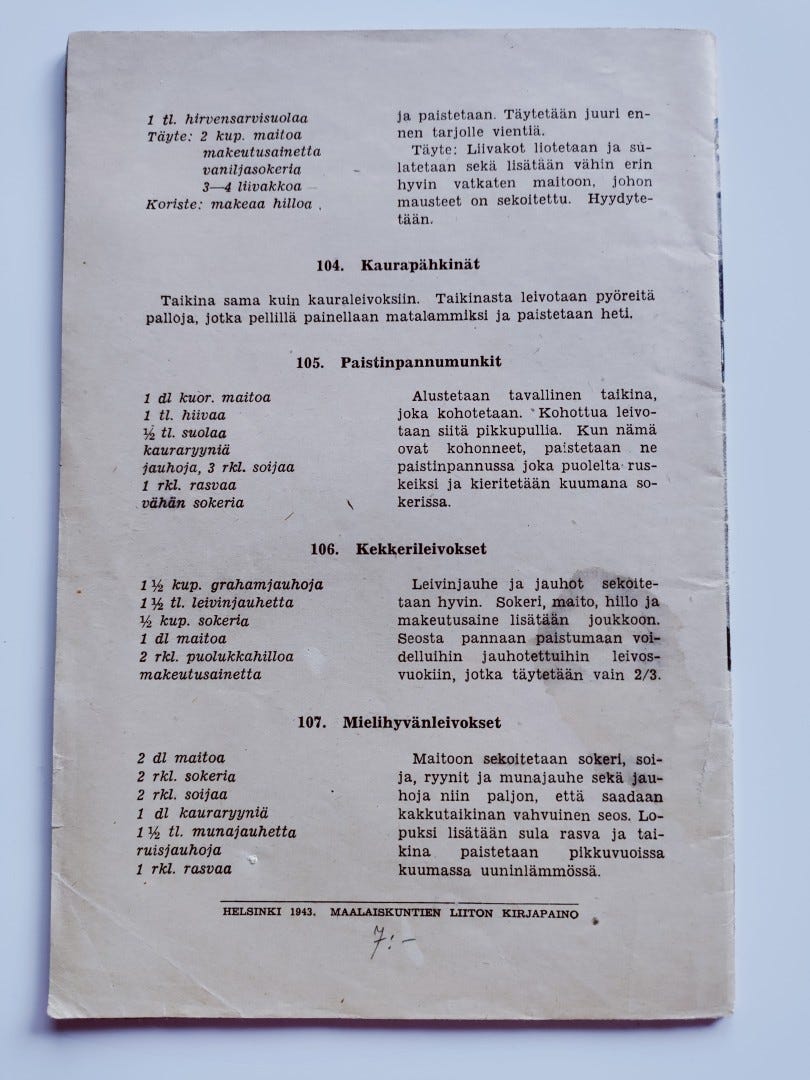 1 tl. hirvensarvisuolaa
Täyte: 2 kup. maitoa
makeutusainetta
vaniljasokeria
3—4 liivakkoa
Koriste: makeaa hilloa
ja paistetaan. Täytetään juuri en-
nen tarjolle vientiä.
Täyte: Liivakot liotetaan ja su-
latetaan sekä lisätään vähin erin
hyvin vatkaten maitoon, johon
mausteet on sekoitettu. Hyydyte-
tään.
104. Kaurapähkinät
Taikina sama kuin kauraleivoksiin. Taikinasta leivotaan pyöreitä
palloja, jotka pellillä painellaan matalammiksi ja paistetaan heti.
105. Paistinpannumunkit
1 dl kuor. maitoa
1 tl. hiivaa
½ tl. suolaa
kauraryyniä
jauhoja, 3 rkl. soijaa
1 rkl. rasvaa
vähän sokeria
Alustetaan tavallinen taikina,
joka kohotetaan. Kohottua leivo-
taan siitä pikkupullia. Kun nämä
ovat kohonneet, paistetaan ne
paistinpannussa joka puolelta rus-
keiksi ja kieritetään kuumana so-
kerissa.
106. Kekkerileivokset
1 ½ kup. grahamjauhoja
1 ½ tl. leivinjauhetta
½ kup. sokeria
1 dl maitoa
2 rkl. puolukkahilloa
makeutusainetta
Leivinjauhe ja jauhot sekoite-
taan hyvin. Sokeri, maito, hillo ja
makeutusaine lisätään joukkoon.
Seosta pannaan paistumaan voi-
delluihin jauhotettuihin leivos-
vuokiin, jotka täytetään vain 2/3.
107. Mielihyvänleivokset
2 dl maitoa
2 rkl. sokeria
2 rkl. soijaa
1 dl kauraryyniä
1 ½ tl. munajauhetta
ruisjauhoja
1 rkl. rasvaa
Maitoon sekoitetaan sokeri, soi-
ja, ryynit ja munajauhe sekä jau-
hoja niin paljon, että saadaan
kakkutaikinan vahvuinen seos. Lo-
puksi lisätään sula rasva ja tai-
kina paistetaan pikkuvuoissa
kuumassa uuninlämmössä.
HELSINKI 1943. MAALAISKUNTIEN LIITON KIRJAPAINO
7:-